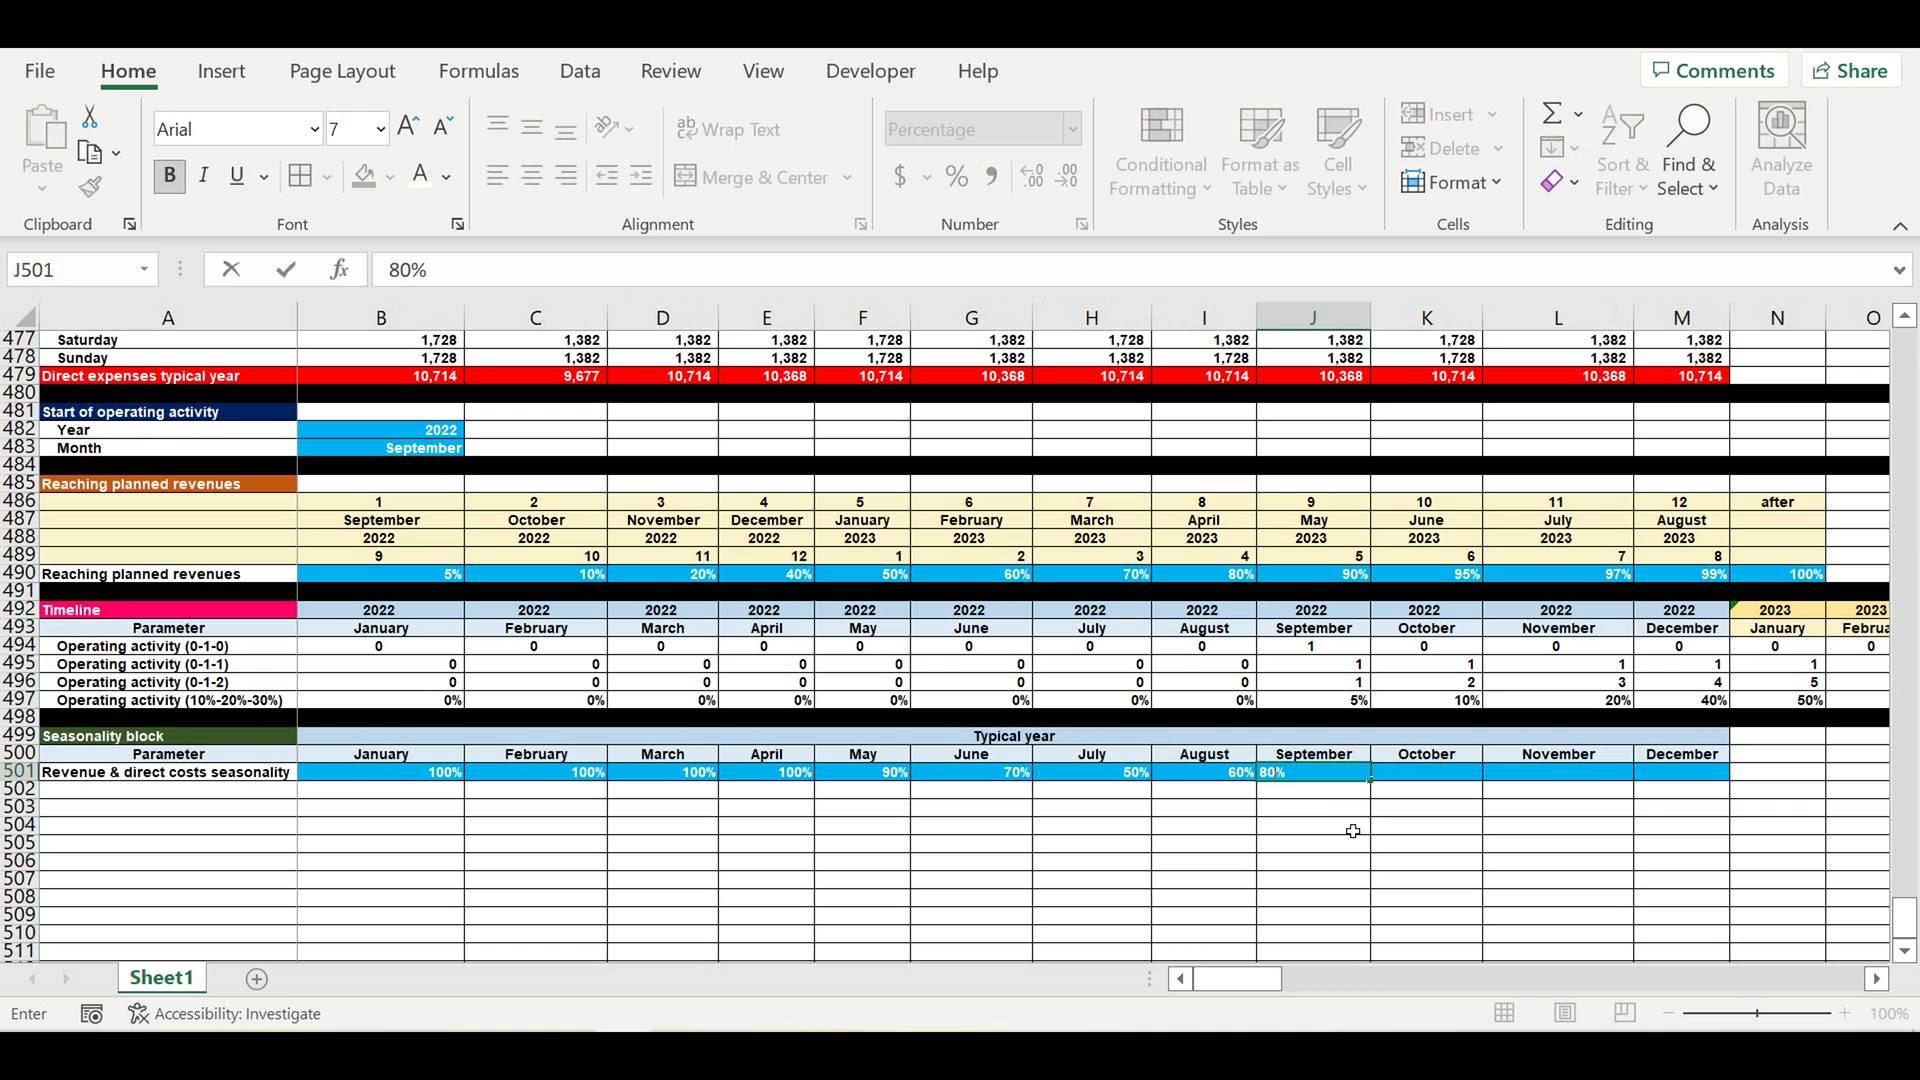 File Home Insert Page Layout Formulas Data Review View Developer Help Comments Share
Paste Arial 7 A A Wrap Text Percentage Conditional Formatting Format as Table Cell Styles Insert Delete Format Sort & Filter Find & Select Analyze Data
B I U A Merge & Center $ %
Clipboard Font Alignment Number Styles Cells Editing Analysis
J501 fx 80%
A B C D E F G H I J K L M N O
477 Saturday 1,728 1,382 1,382 1,382 1,728 1,382 1,728 1,382 1,382 1,728 1,382 1,382
478 Sunday 1,728 1,382 1,382 1,382 1,728 1,382 1,382 1,728 1,382 1,728 1,382 1,382
479 Direct expenses typical year 10,714 9,677 10,714 10,368 10,714 10,368 10,714 10,714 10,368 10,714 10,368 10,714
480
481 Start of operating activity
482 Year 2022
483 Month September
484
485 Reaching planned revenues
486 1 2 3 4 5 6 7 8 9 10 11 12 after
487 September October November December January February March April May June July August
488 2022 2022 2022 2022 2023 2023 2023 2023 2023 2023 2023 2023
489 9 10 11 12 1 2 3 4 5 6 7 8
490 Reaching planned revenues 5% 10% 20% 40% 50% 60% 70% 80% 90% 95% 97% 99% 100%
491
492 Timeline 2022 2022 2022 2022 2022 2022 2022 2022 2022 2022 2022 2022 2023 2023
493 Parameter January February March April May June July August September October November December January Februa
494 Operating activity (0-1-0) 0 0 0 0 0 0 0 0 1 0 0 0 0 0
495 Operating activity (0-1-1) 0 0 0 0 0 0 0 0 1 1 1 1 1
496 Operating activity (0-1-2) 0 0 0 0 0 0 0 0 1 2 3 4 5
497 Operating activity (10%-20%-30%) 0% 0% 0% 0% 0% 0% 0% 0% 5% 10% 20% 40% 50%
498
499 Seasonality block Typical year
500 Parameter January February March April May June July August September October November December
501 Revenue & direct costs seasonality 100% 100% 100% 100% 90% 70% 50% 60% 80%
502
503
504
505
506
507
508
509
510
511
Sheet1
Enter Accessibility: Investigate 100%